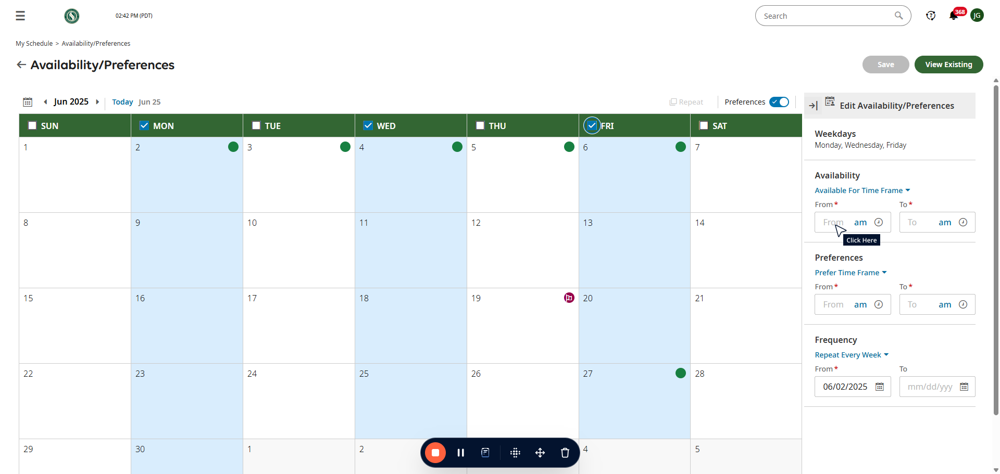 02:42 PM (PDT)
Search
368
JG
My Schedule > Availability/Preferences
Availability/Preferences
Save
View Existing
Jun 2025
Today
Jun 25
Repeat
Preferences
Edit Availability/Preferences
SUN MON TUE WED THU FRI SAT
1 2 3 4 5 6 7
8 9 10 11 12 13 14
15 16 17 18 19 20 21
22 23 24 25 26 27 28
29 30 1 2 4 5
Weekdays
Monday, Wednesday, Friday
Availability
Available For Time Frame
From * To *
From am To am
Click Here
Preferences
Prefer Time Frame
From * To *
From am To am
Frequency
Repeat Every Week
From * To
06/02/2025 mm/dd/yyy